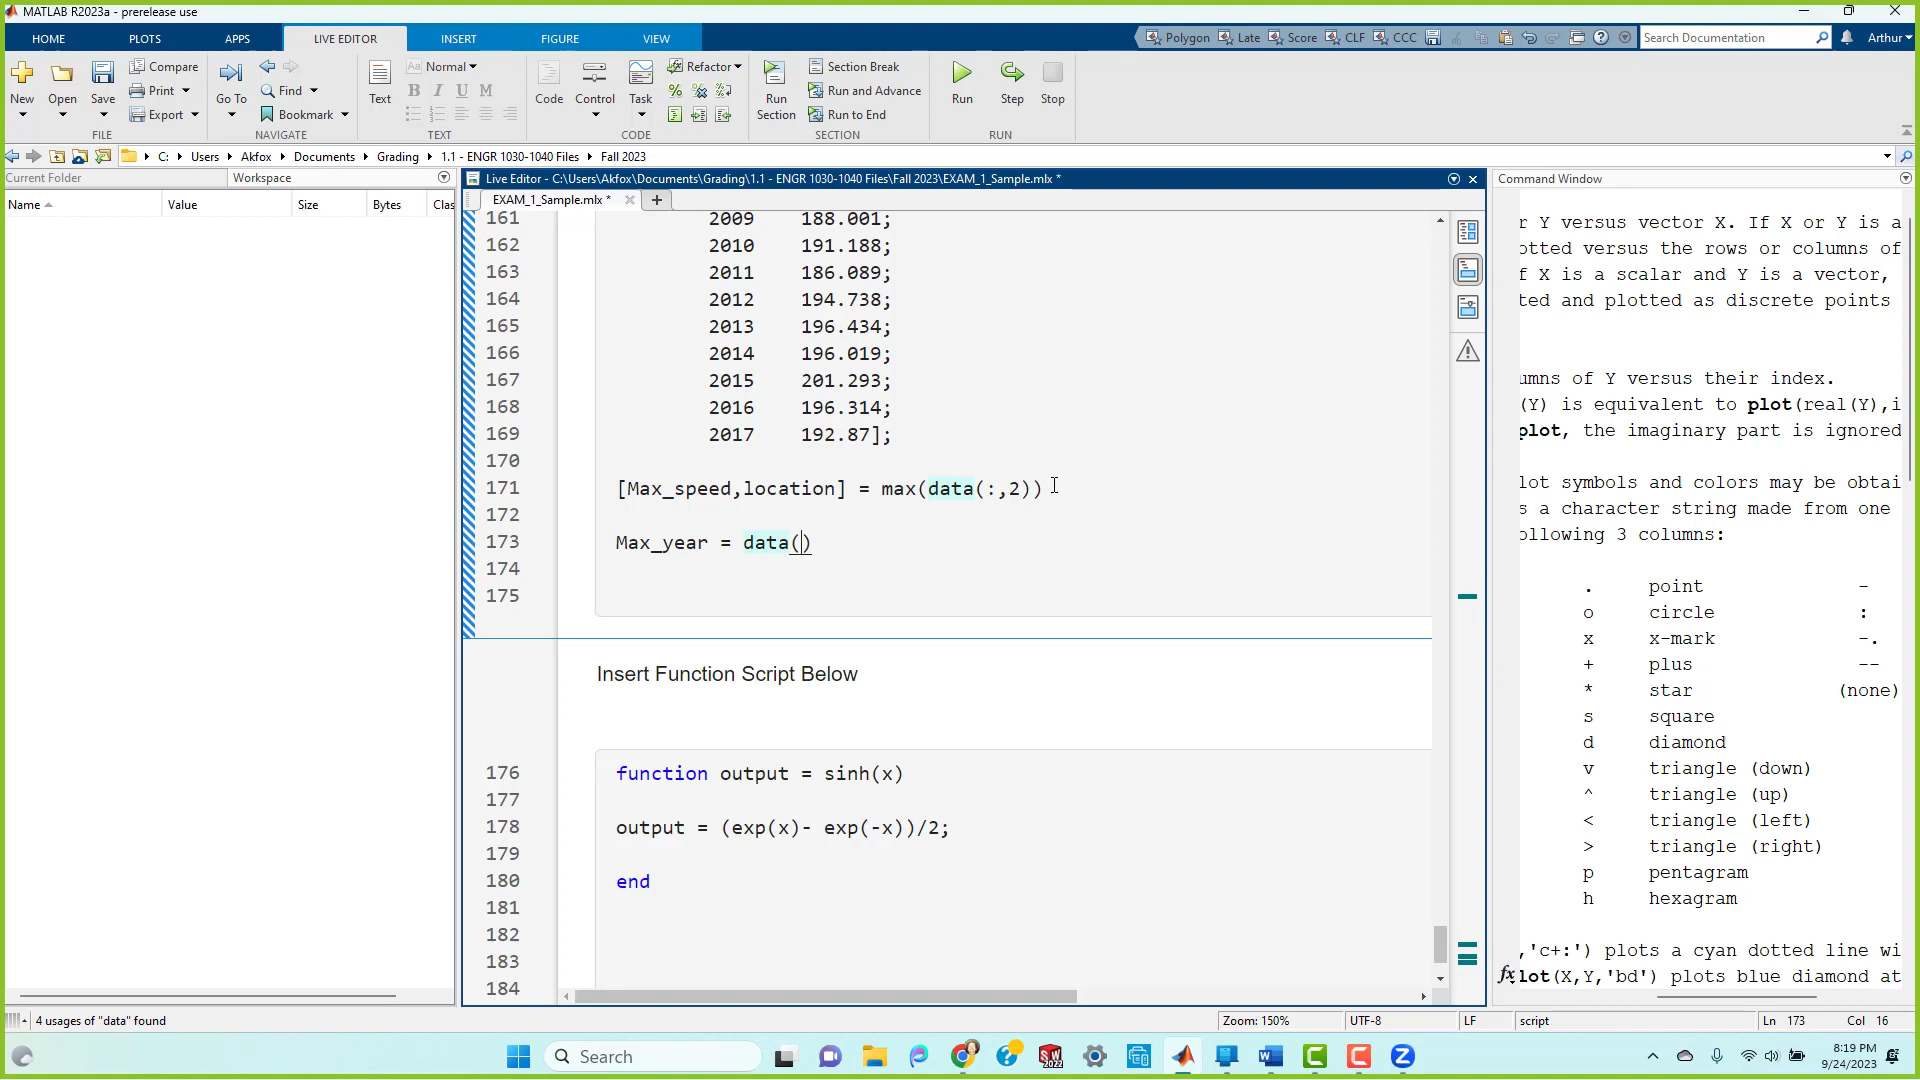 MATLAB R2023a - prerelease use
HOME PLOTS APPS LIVE EDITOR INSERT FIGURE VIEW Polygon Late Score CLF CCC Search Documentation Arthur
New Open Save Compare Print Export Go To Find Bookmark Text Aa Normal B I U M Code Control Task Refactor Run Section Section Break Run and Advance Run to End Run Step Stop
FILE NAVIGATE TEXT CODE SECTION RUN
C: Users Akfox Documents Grading 1.1 - ENGR 1030-1040 Files Fall 2023
Current Folder Workspace
Name Value Size Bytes Clas
Live Editor - C:\Users\Akfox\Documents\Grading\1.1 - ENGR 1030-1040 Files\Fall 2023\EXAM_1_Sample.mlx *
EXAM_1_Sample.mlx *
161 2009 188.001;
162 2010 191.188;
163 2011 186.089;
164 2012 194.738;
165 2013 196.434;
166 2014 196.019;
167 2015 201.293;
168 2016 196.314;
169 2017 192.87];
170
171 [Max_speed,location] = max(data(:,2))
172
173 Max_year = data()
174
175
Insert Function Script Below
176 function output = sinh(x)
177
178 output = (exp(x)- exp(-x))/2;
179
180 end
181
182
183
184
Command Window
r Y versus vector X. If X or Y is a
otted versus the rows or columns of
f X is a scalar and Y is a vector,
ted and plotted as discrete points
umns of Y versus their index.
(Y) is equivalent to plot(real(Y),i
plot, the imaginary part is ignored
lot symbols and colors may be obtai
s a character string made from one
ollowing 3 columns:
. point -
o circle :
x x-mark -.
+ plus --
* star (none)
s square
d diamond
v triangle (down)
^ triangle (up)
< triangle (left)
> triangle (right)
p pentagram
h hexagram
,'c+:') plots a cyan dotted line wi
fx lot(X,Y,'bd') plots blue diamond at
4 usages of "data" found
Zoom: 150% UTF-8 LF script Ln 173 Col 16
Search
8:19 PM
9/24/2023